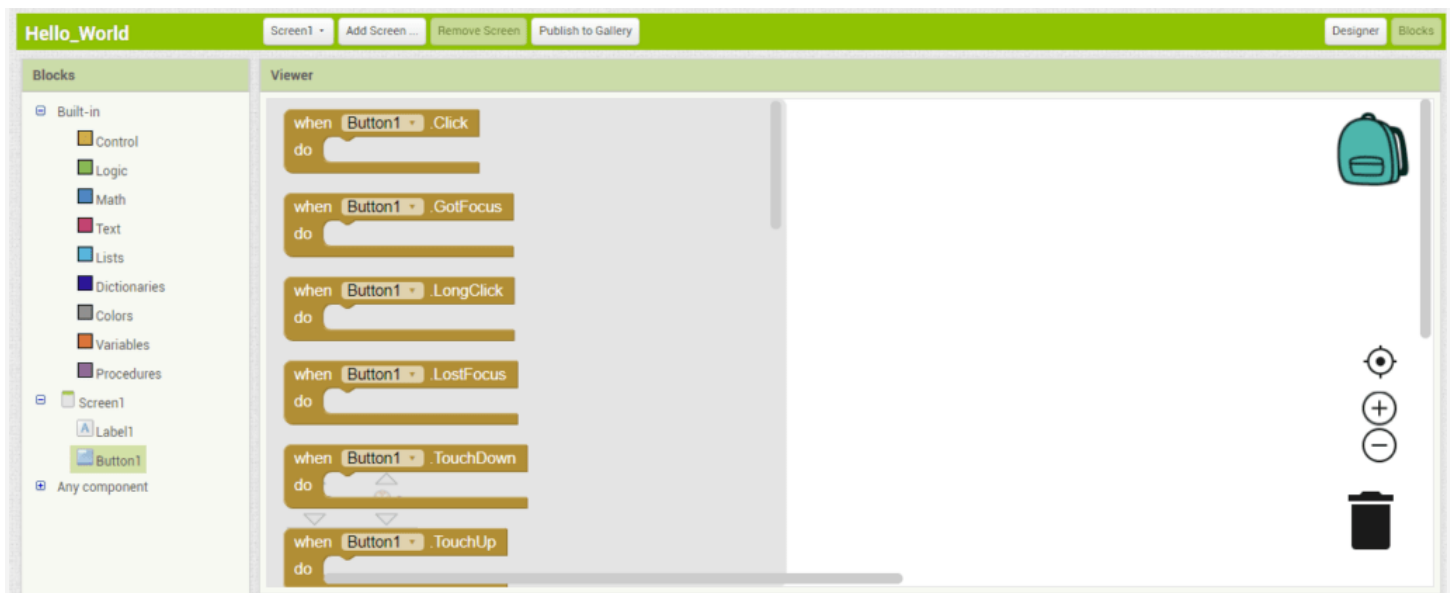 Hello_World Screen1 Add Screen ... Remove Screen Publish to Gallery Designer Blocks
Blocks
Built-in
Control
Logic
Math
Text
Lists
Dictionaries
Colors
Variables
Procedures
Screen1
Label1
Button1
Any component
Viewer
when Button1 .Click
do
when Button1 .GotFocus
do
when Button1 .LongClick
do
when Button1 .LostFocus
do
when Button1 .TouchDown
do
when Button1 .TouchUp
do